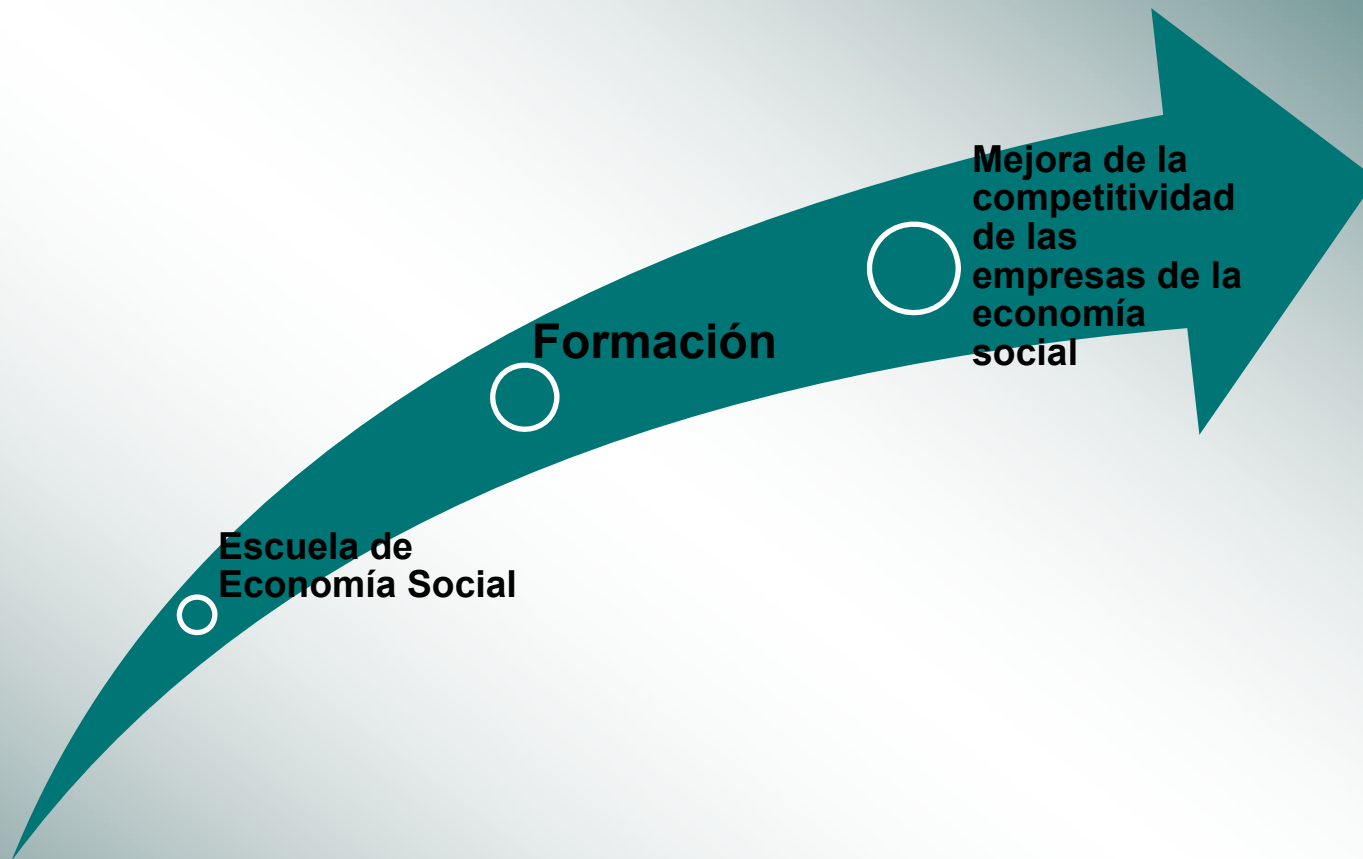 Mejora de la
competitividad
de las
empresas de la
economía
social
Formación
Escuela de
Economía Social